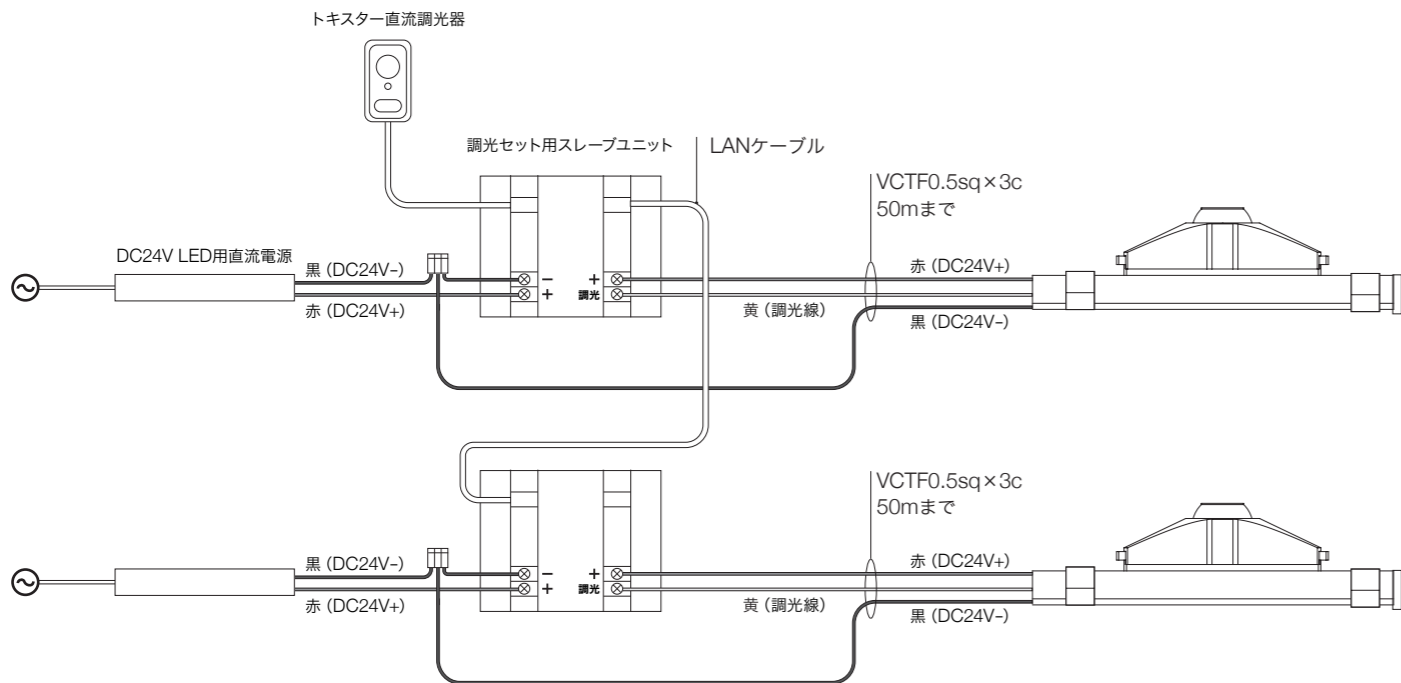 トキスター直流調光器
調光セット用スレーブユニット
LANケーブル
VCTF0.5sq×3c
50mまで
DC24V LED用直流電源
黒 (DC24V-)
赤 (DC24V+)
-
+
+
調光
赤 (DC24V+)
黄 (調光線)
黒 (DC24V-)
VCTF0.5sq×3c
50mまで
黒 (DC24V-)
赤 (DC24V+)
-
+
+
調光
赤 (DC24V+)
黄 (調光線)
黒 (DC24V-)